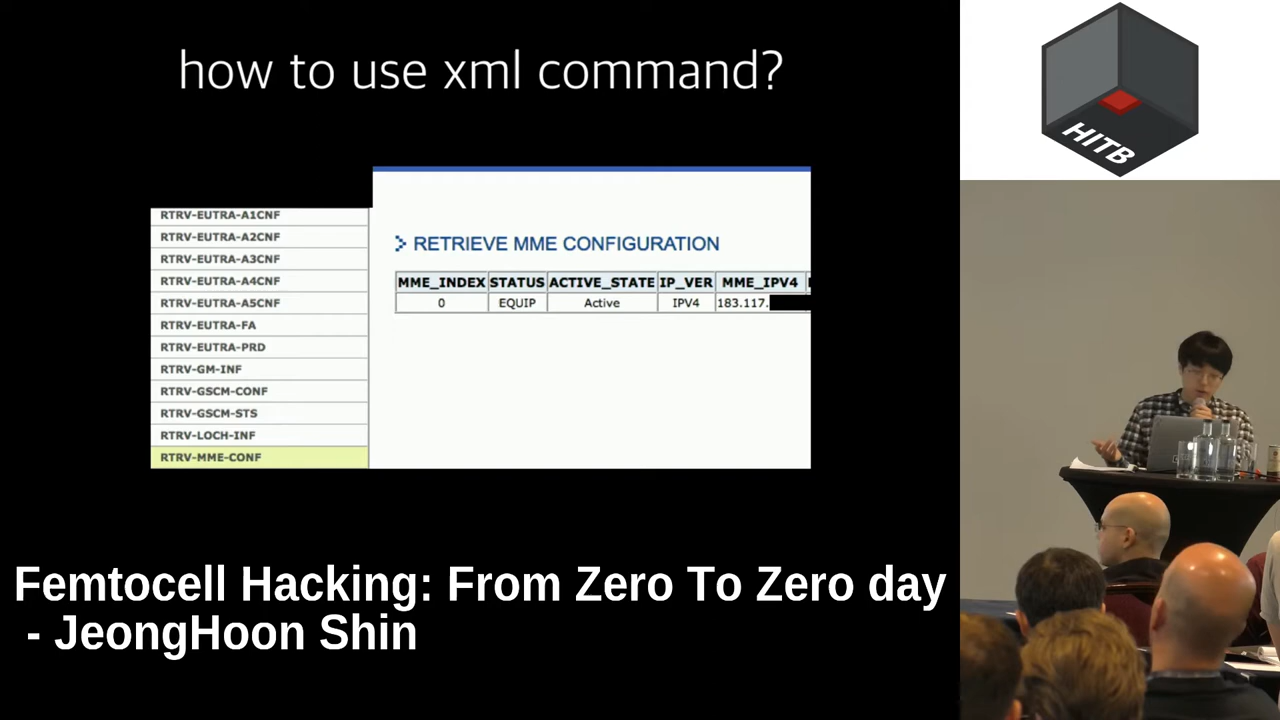 how to use xml command?
RTRV-EUTRA-A1CNF
RTRV-EUTRA-A2CNF
RTRV-EUTRA-A3CNF
RTRV-EUTRA-A4CNF
RTRV-EUTRA-A5CNF
RTRV-EUTRA-FA
RTRV-EUTRA-PRD
RTRV-GM-INF
RTRV-GSCM-CONF
RTRV-GSCM-STS
RTRV-LOCH-INF
RTRV-MME-CONF
RETRIEVE MME CONFIGURATION
MME_INDEX STATUS ACTIVE_STATE IP_VER MME_IPV4
0 EQUIP Active IPV4 183.117.
HITB
Femtocell Hacking: From Zero To Zero day
- JeongHoon Shin